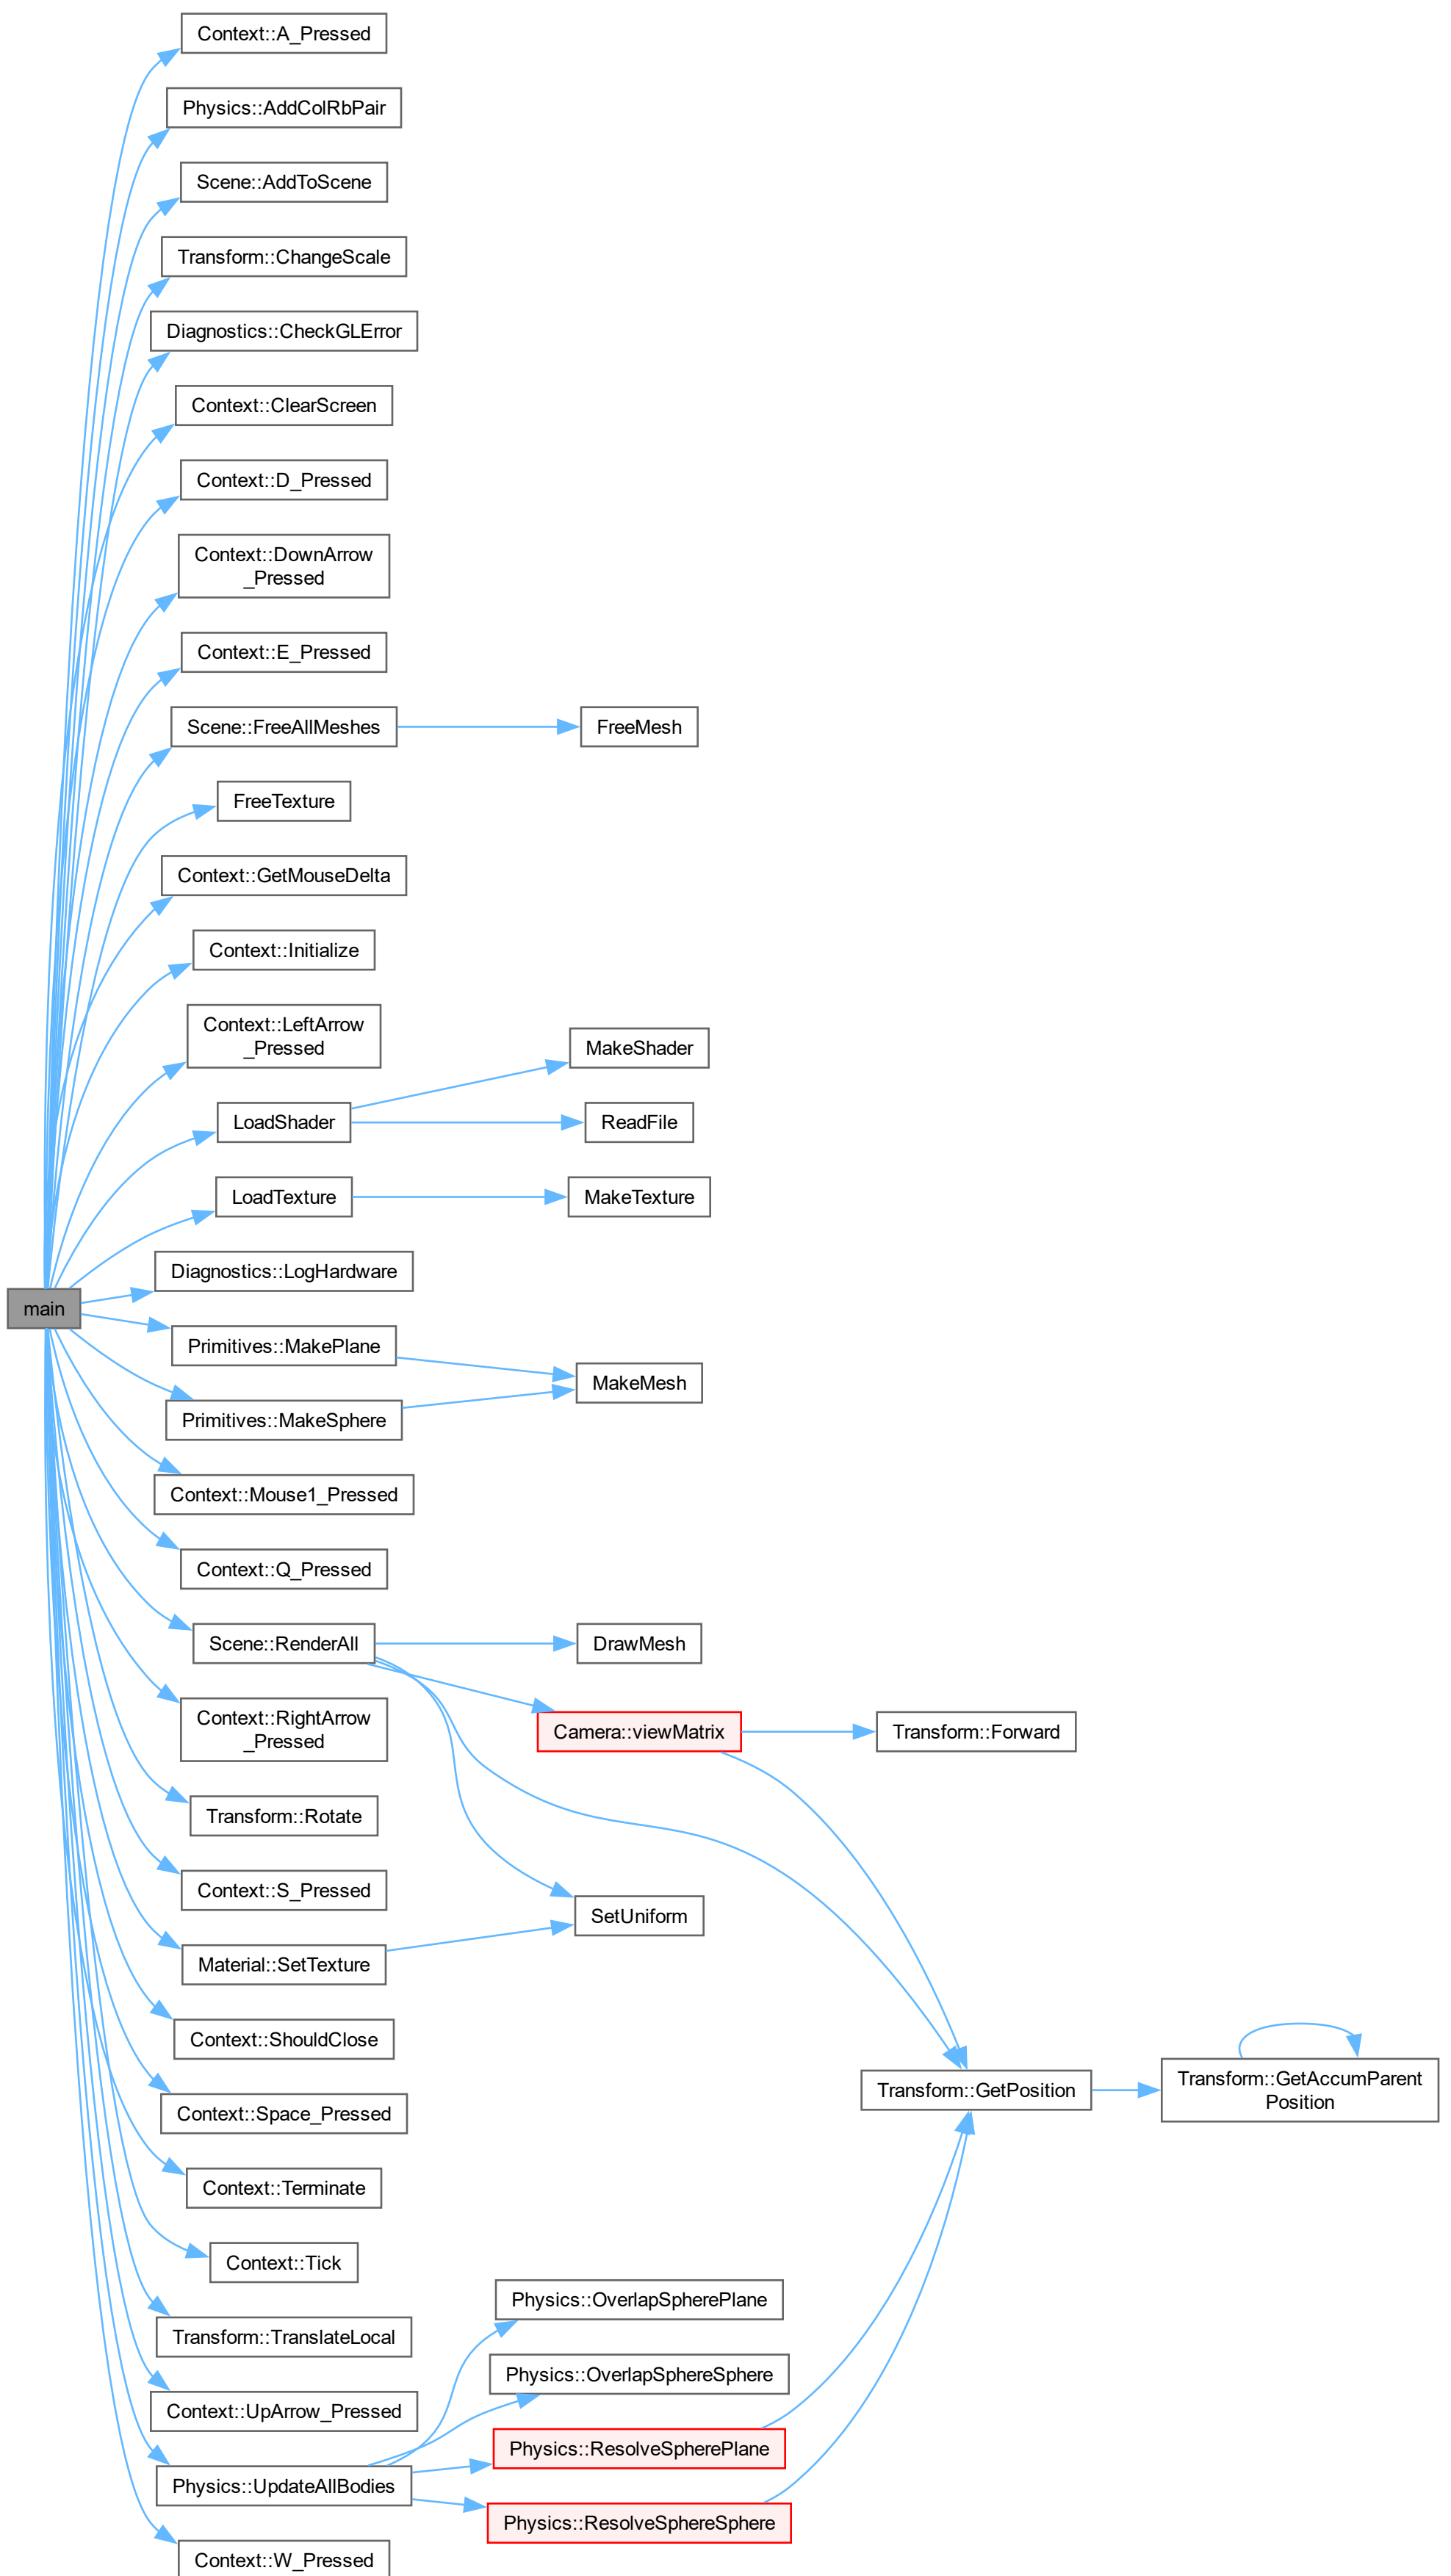 Context::A_Pressed
Physics::AddColRbPair
Scene::AddToScene
Transform::ChangeScale
Diagnostics::CheckGLError
Context::ClearScreen
Context::D_Pressed
Context::DownArrow
_Pressed
Context::E_Pressed
Scene::FreeAllMeshes
FreeMesh
FreeTexture
Context::GetMouseDelta
Context::Initialize
Context::LeftArrow
_Pressed
MakeShader
LoadShader
ReadFile
LoadTexture
MakeTexture
Diagnostics::LogHardware
main
Primitives::MakePlane
MakeMesh
Primitives::MakeSphere
Context::Mouse1_Pressed
Context::Q_Pressed
Scene::RenderAll
DrawMesh
Context::RightArrow
_Pressed
Camera::viewMatrix
Transform::Forward
Transform::Rotate
Context::S_Pressed
SetUniform
Material::SetTexture
Context::ShouldClose
Transform::GetPosition
Transform::GetAccumParent
Position
Context::Space_Pressed
Context::Terminate
Context::Tick
Physics::OverlapSpherePlane
Transform::TranslateLocal
Physics::OverlapSphereSphere
Context::UpArrow_Pressed
Physics::ResolveSpherePlane
Physics::UpdateAllBodies
Physics::ResolveSphereSphere
Context::W_Pressed